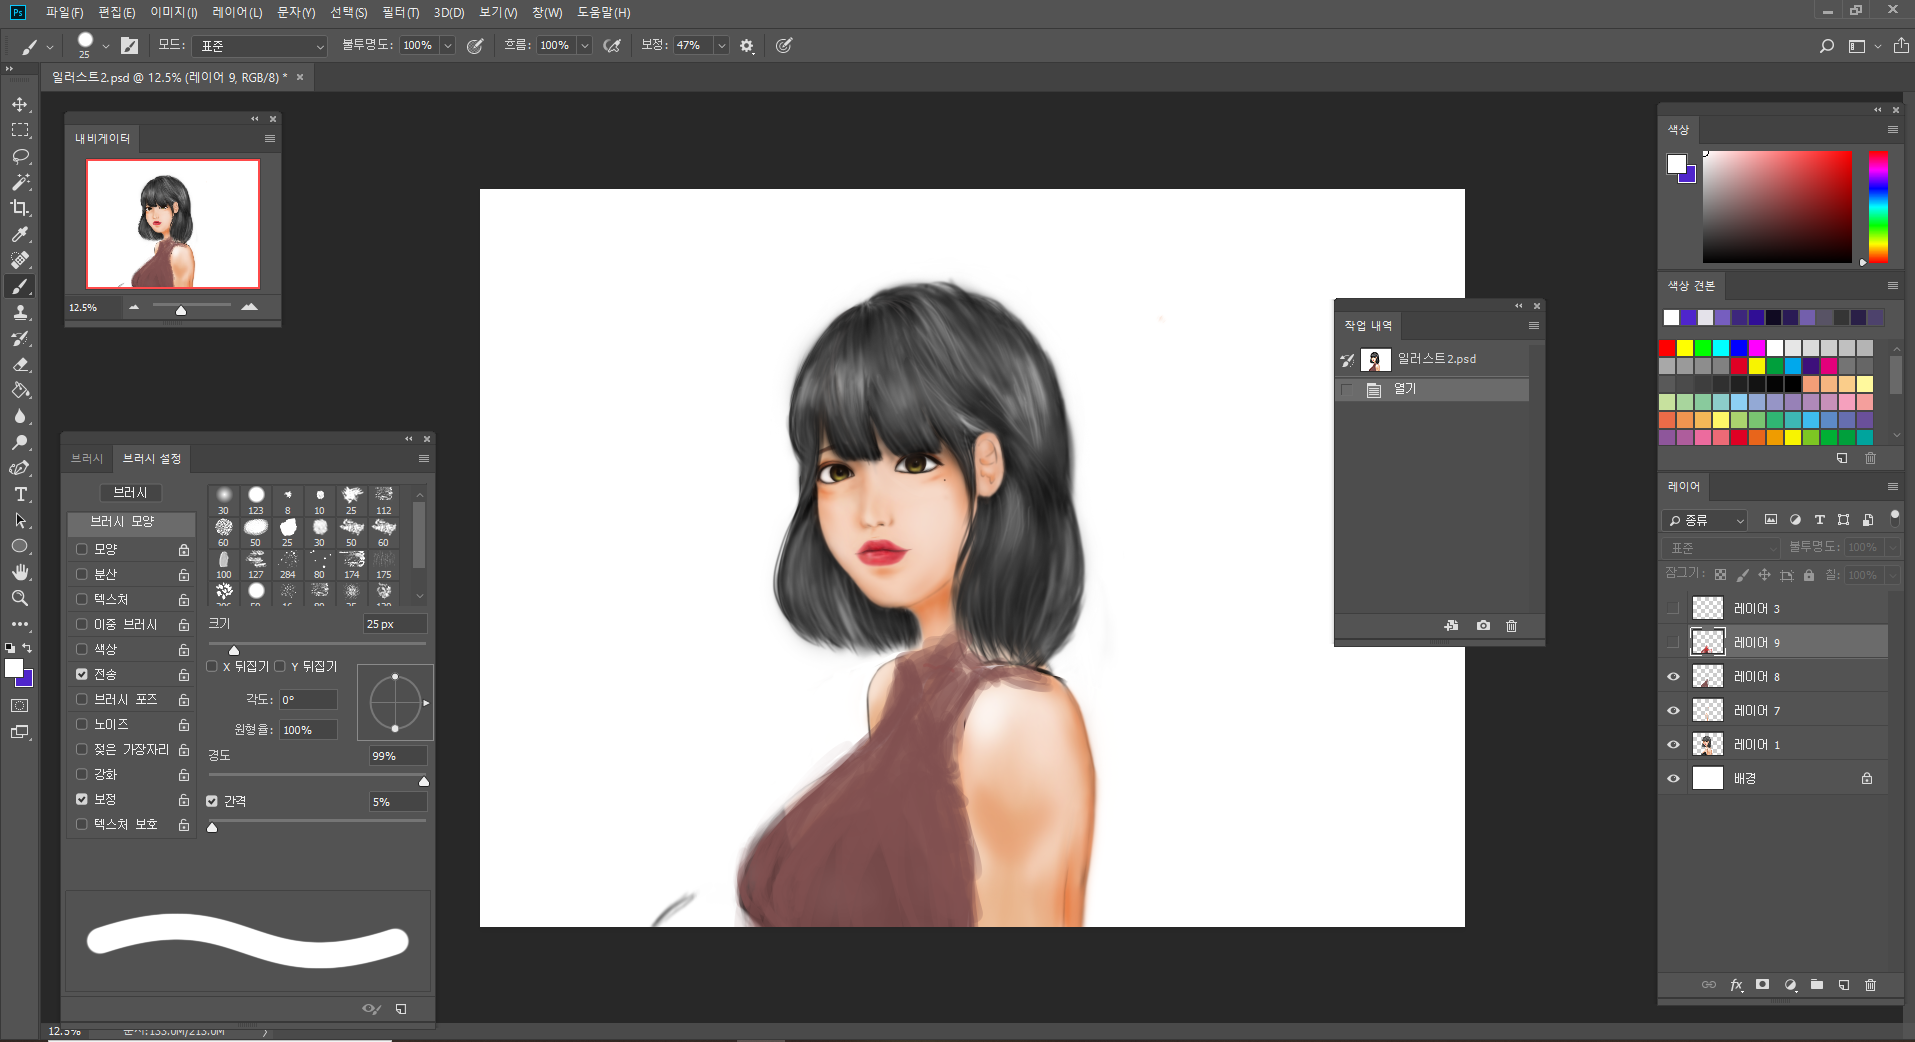 Ps 파일(F) 편집(E) 이미지(I) 레이어(L) 문자(Y) 선택(S) 필터(T) 3D(D) 보기(V) 창(W) 도움말(H)
25 모드: 표준 불투명도: 100% 흐름: 100% 보정: 47%
일러스트2.psd @ 12.5% (레이어 9, RGB/8) *
내비게이터
12.5%
브러시 브러시 설정
브러시
브러시 모양
모양
분산
텍스처
이중 브러시
색상
전송
브러시 포즈
노이즈
젖은 가장자리
강화
보정
텍스처 보호
30 123 8 10 25 112
60 50 25 30 50 60
100 127 284 80 174 175
크기 25 px
X 뒤집기 Y 뒤집기
각도: 0°
원형율: 100%
경도 99%
간격 5%
작업 내역
일러스트2.psd
열기
색상
색상 견본
레이어
종류
표준 불투명도: 100%
잠그기: 칠: 100%
레이어 3
레이어 9
레이어 8
레이어 7
레이어 1
배경
fx
12.5% 문서:133.0M/213.0M